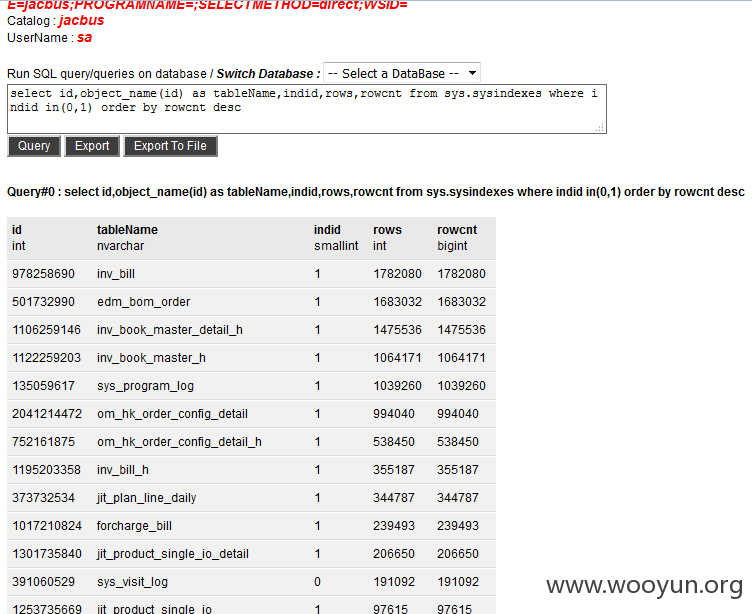 E=jacbus;PROGRAMNAME=;SELECTMETHOD=direct;WSID=
Catalog : jacbus
UserName : sa
Run SQL query/queries on database / Switch Database : -- Select a DataBase --
select id,object_name(id) as tableName,indid,rows,rowcnt from sys.sysindexes where i
ndid in(0,1) order by rowcnt desc
Query Export Export To File
Query#0 : select id,object_name(id) as tableName,indid,rows,rowcnt from sys.sysindexes where indid in(0,1) order by rowcnt desc
id tableName indid rows rowcnt
int nvarchar smallint int bigint
978258690 inv_bill 1 1782080 1782080
501732990 edm_bom_order 1 1683032 1683032
1106259146 inv_book_master_detail_h 1 1475536 1475536
1122259203 inv_book_master_h 1 1064171 1064171
135059617 sys_program_log 1 1039260 1039260
2041214472 om_hk_order_config_detail 1 994040 994040
752161875 om_hk_order_config_detail_h 1 538450 538450
1195203358 inv_bill_h 1 355187 355187
373732534 jit_plan_line_daily 1 344787 344787
1017210824 forcharge_bill 1 239493 239493
1301735840 jit_product_single_io_detail 1 206650 206650
391060529 sys_visit_log 0 191092 191092
1253735669 jit_product_single_io 1 97615 97615
www.wooyun.org